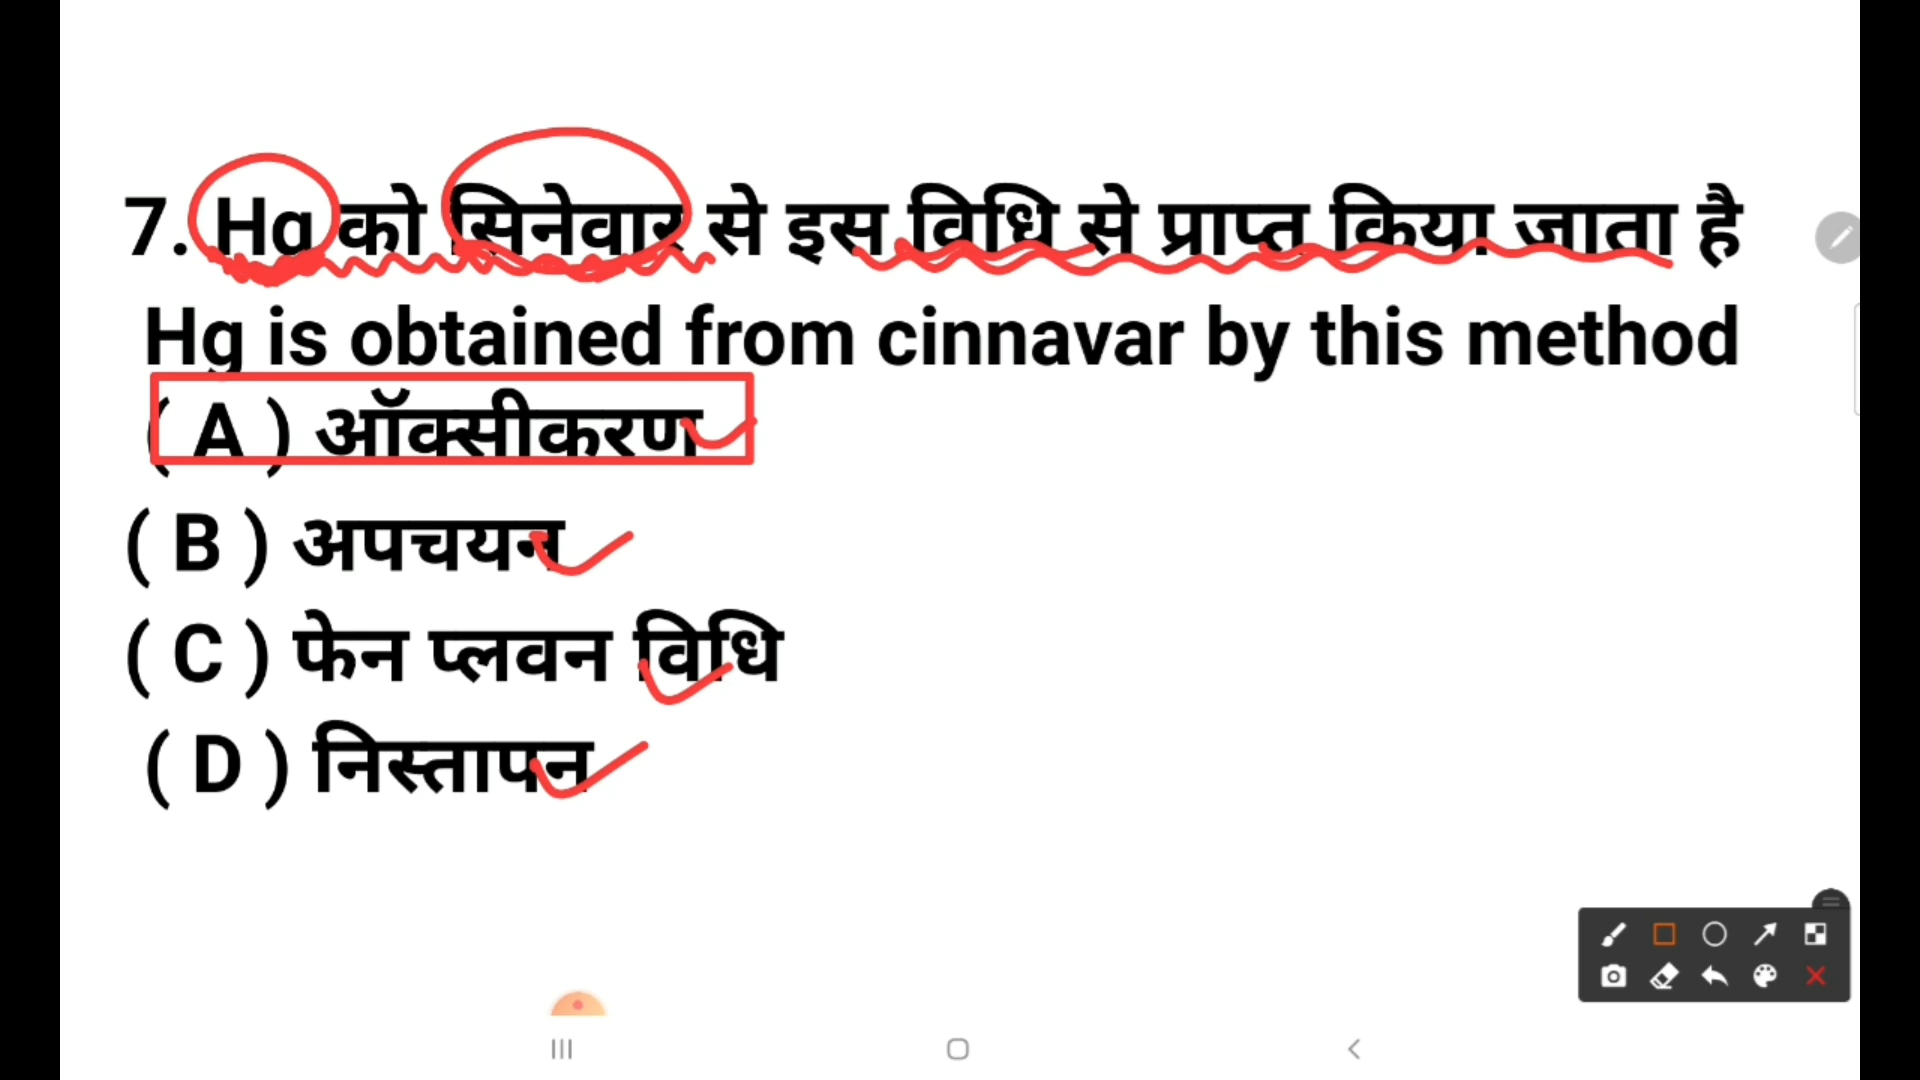 7. Hg को सिनेवार से इस विधि से प्राप्त किया जाता है
Hg is obtained from cinnavar by this method
( A ) ऑक्सीकरण
( B ) अपचयन
( C ) फेन प्लवन विधि
( D ) निस्तापन